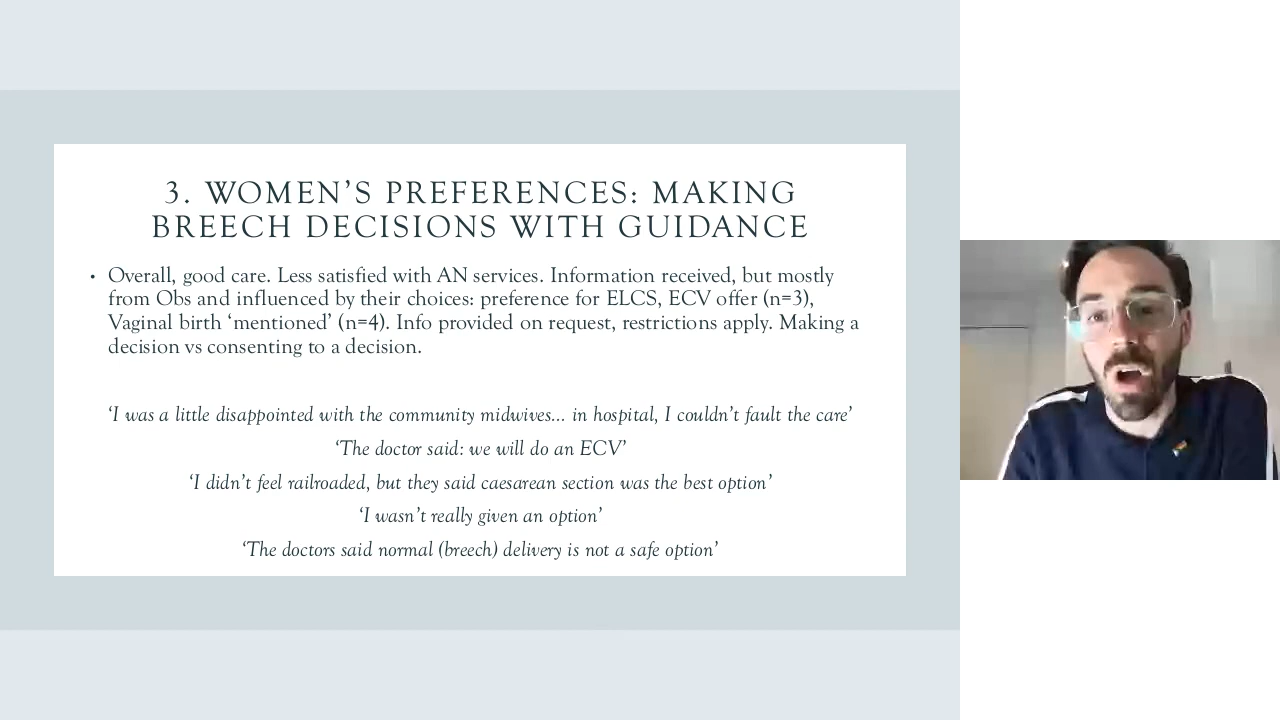 3. WOMEN’S PREFERENCES: MAKING
BREECH DECISIONS WITH GUIDANCE
• Overall, good care. Less satisfied with AN services. Information received, but mostly
from Obs and influenced by their choices: preference for ELCS, ECV offer (n=3),
Vaginal birth ‘mentioned’ (n=4). Info provided on request, restrictions apply. Making a
decision vs consenting to a decision.
‘I was a little disappointed with the community midwives... in hospital, I couldn’t fault the care’
‘The doctor said: we will do an ECV’
‘I didn’t feel railroaded, but they said caesarean section was the best option’
‘I wasn’t really given an option’
‘The doctors said normal (breech) delivery is not a safe option’